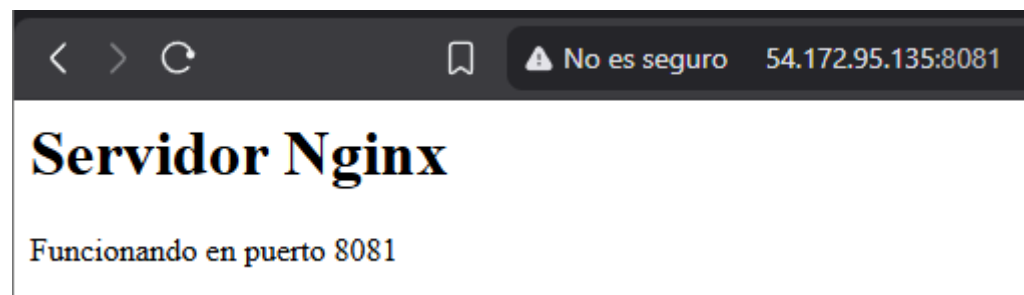 No es seguro 54.172.95.135:8081
Servidor Nginx
Funcionando en puerto 8081